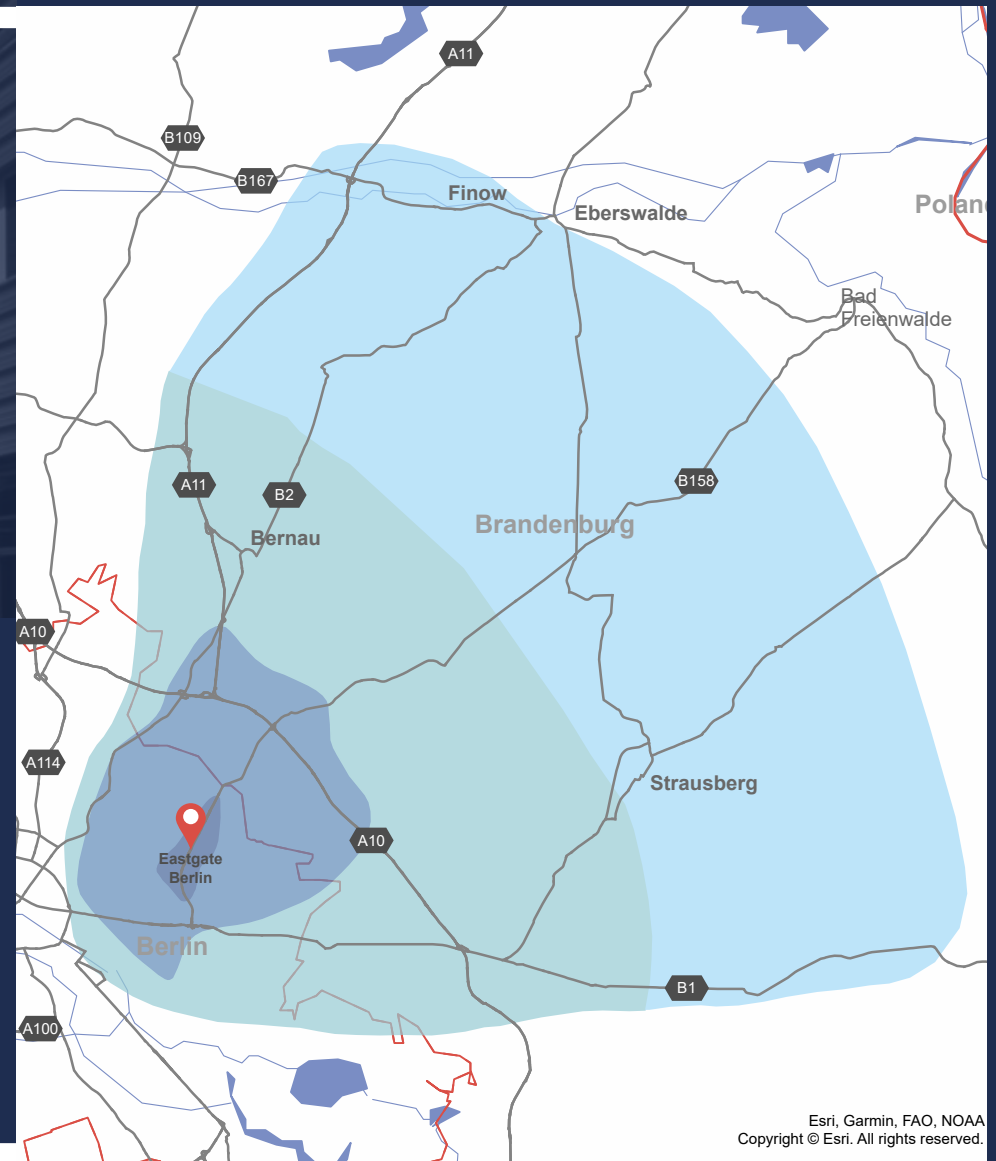 A11
B109
B167
Finow
Eberswalde
Bad
Freienwalde
A11
B2
B158
Bernau
Brandenburg
A10
A114
Strausberg
A10
Eastgate
Berlin
Berlin
B1
A100
Esri, Garmin, FAO, NOAA
Copyright © Esri. All rights reserved.